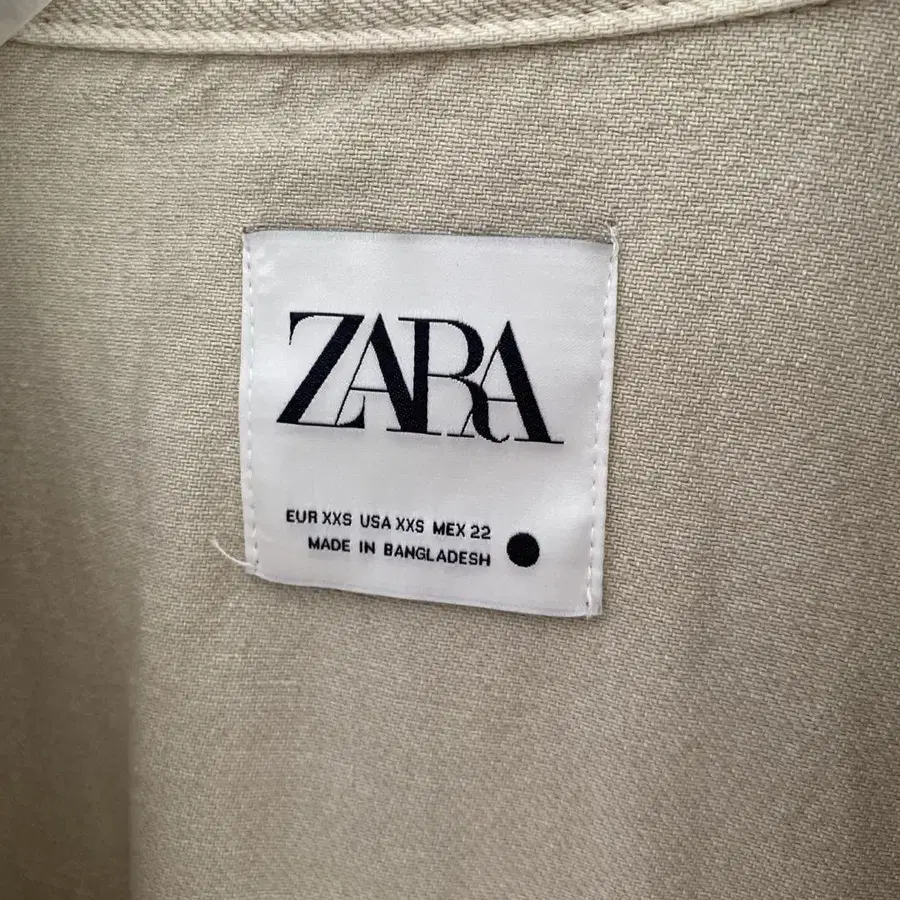 ZARA
EUR XXS USA XXS MEX 22
MADE IN BANGLADESH